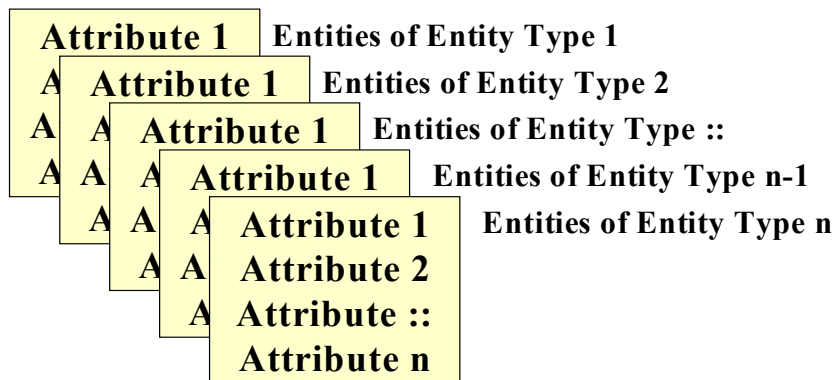 Attribute 1 Entities of Entity Type 1
A Attribute 1 Entities of Entity Type 2
A A Attribute 1 Entities of Entity Type ::
A A A Attribute 1 Entities of Entity Type n-1
A A A Attribute 1 Entities of Entity Type n
A A Attribute 2
A Attribute ::
Attribute n